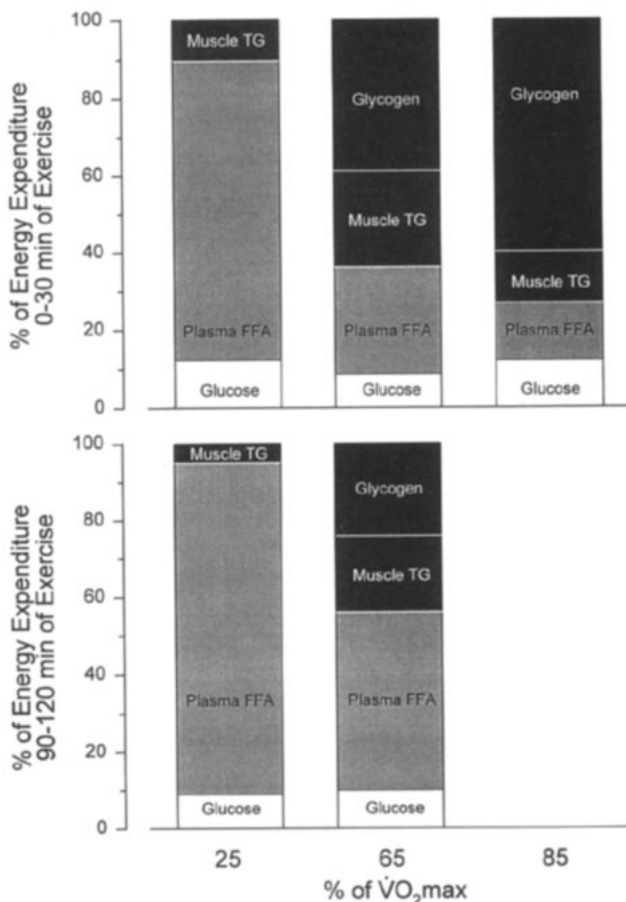 % of Energy Expenditure
0-30 min of Exercise
100
80
60
40
20
0
Muscle TG
Plasma FFA
Glucose
Glycogen
Muscle TG
Plasma FFA
Glucose
Glycogen
Muscle TG
Plasma FFA
Glucose
% of Energy Expenditure
90-120 min of Exercise
100
80
60
40
20
0
Muscle TG
Plasma FFA
Glucose
Glycogen
Muscle TG
Plasma FFA
Glucose
25 65 85
% of V̇O₂max